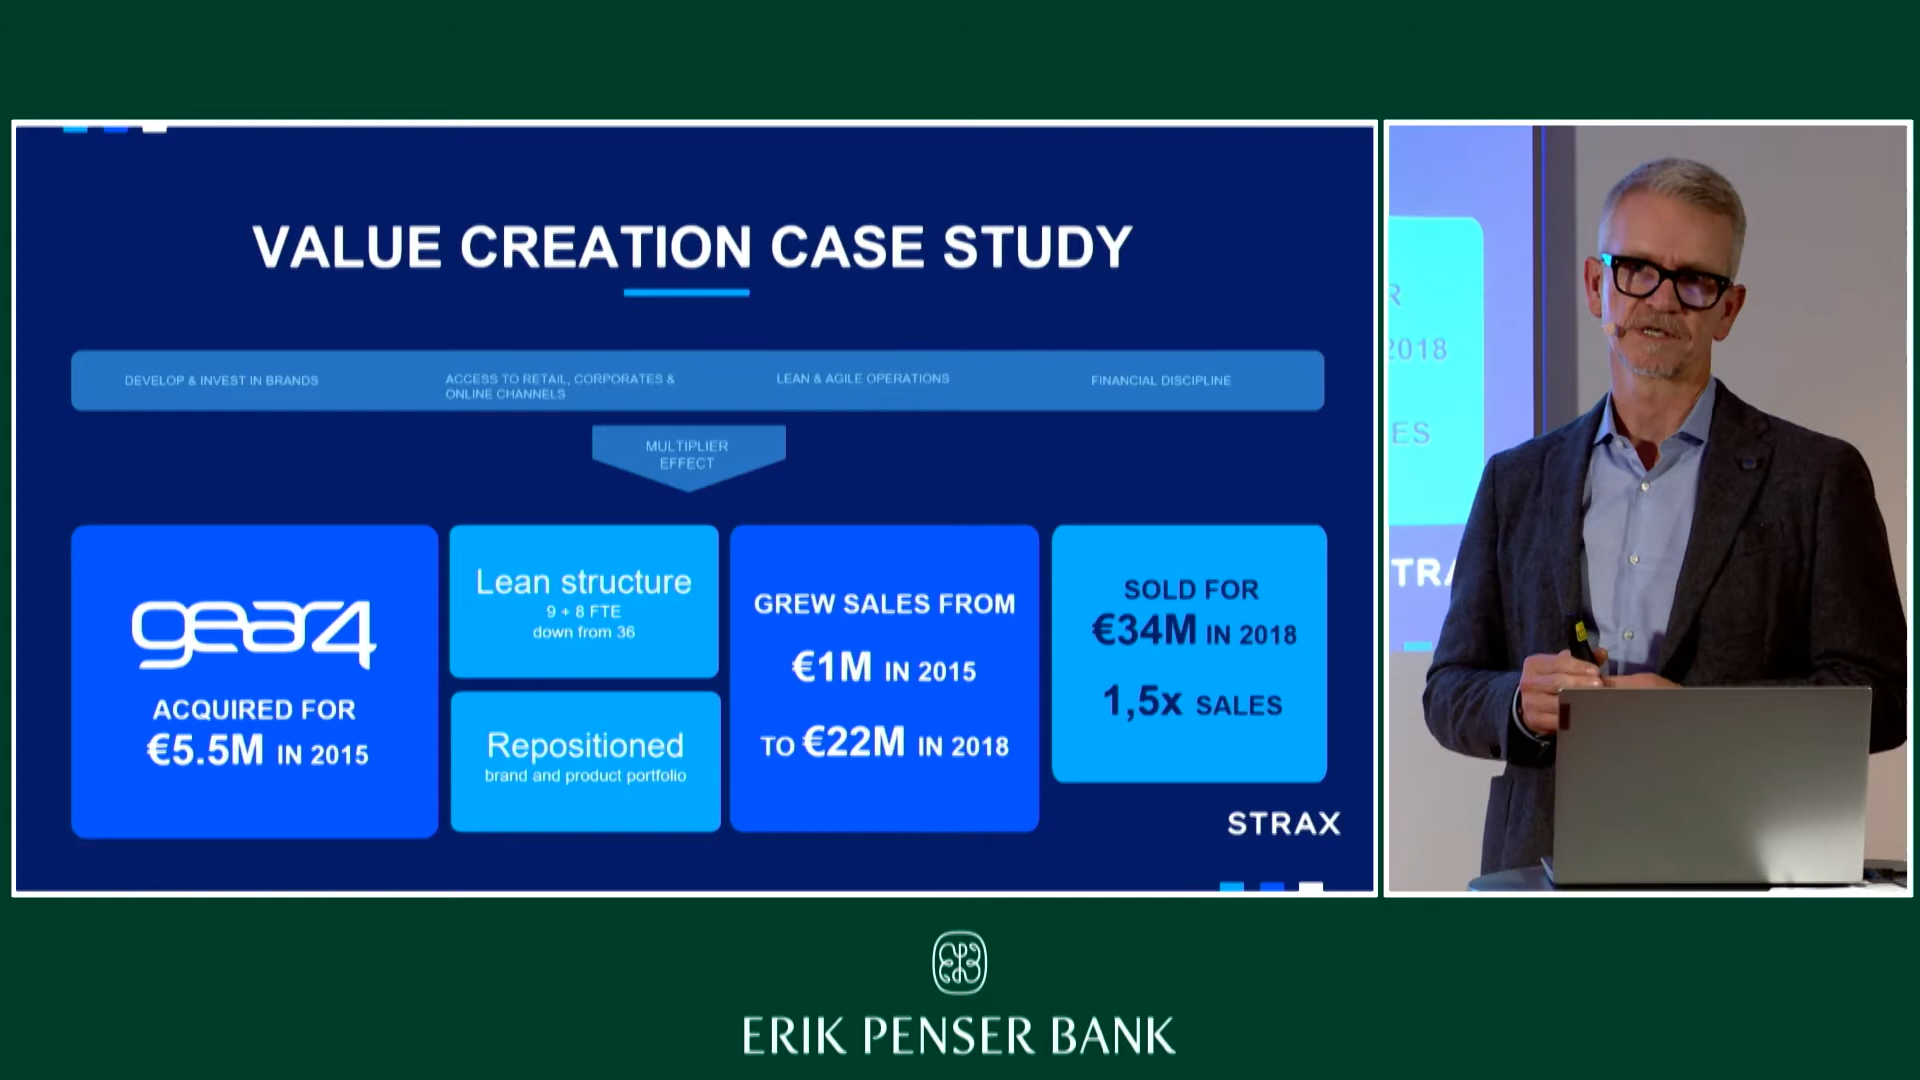 VALUE CREATION CASE STUDY
DEVELOP & INVEST IN BRANDS
ACCESS TO RETAIL, CORPORATES &
ONLINE CHANNELS
LEAN & AGILE OPERATIONS
FINANCIAL DISCIPLINE
MULTIPLIER
EFFECT
gear4
ACQUIRED FOR
€5.5M IN 2015
Lean structure
9 + 8 FTE
down from 36
Repositioned
brand and product portfolio
GREW SALES FROM
€1M IN 2015
TO €22M IN 2018
SOLD FOR
€34M IN 2018
1,5x SALES
STRAX
R
2018
ES
TRA
ERIK PENSER BANK